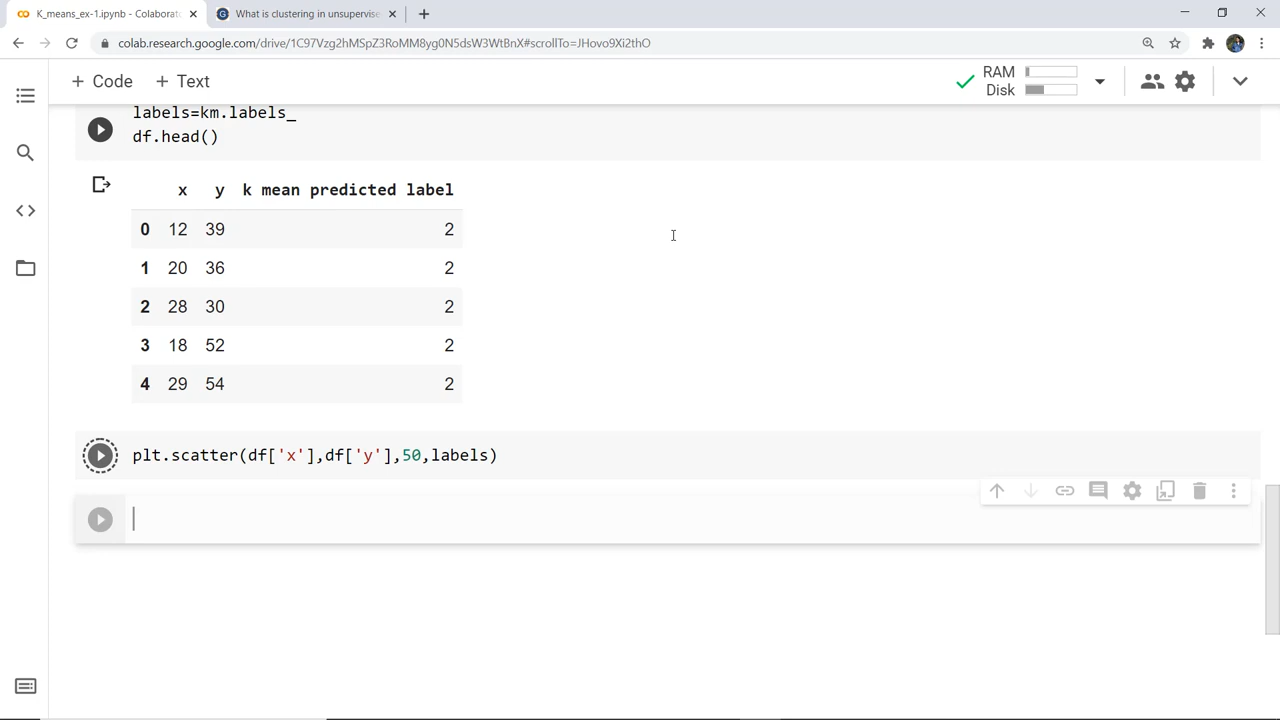 K_means_ex-1.ipynb - Colaborato
What is clustering in unsupervise
colab.research.google.com/drive/1C97Vzg2hMSpZ3RoMM8yg0N5dsW3WtBnX#scrollTo=JHovo9Xi2thO
+ Code + Text
RAM
Disk
labels=km.labels_
df.head()
x y k mean predicted label
0 12 39 2
1 20 36 2
2 28 30 2
3 18 52 2
4 29 54 2
plt.scatter(df['x'],df['y'],50,labels)